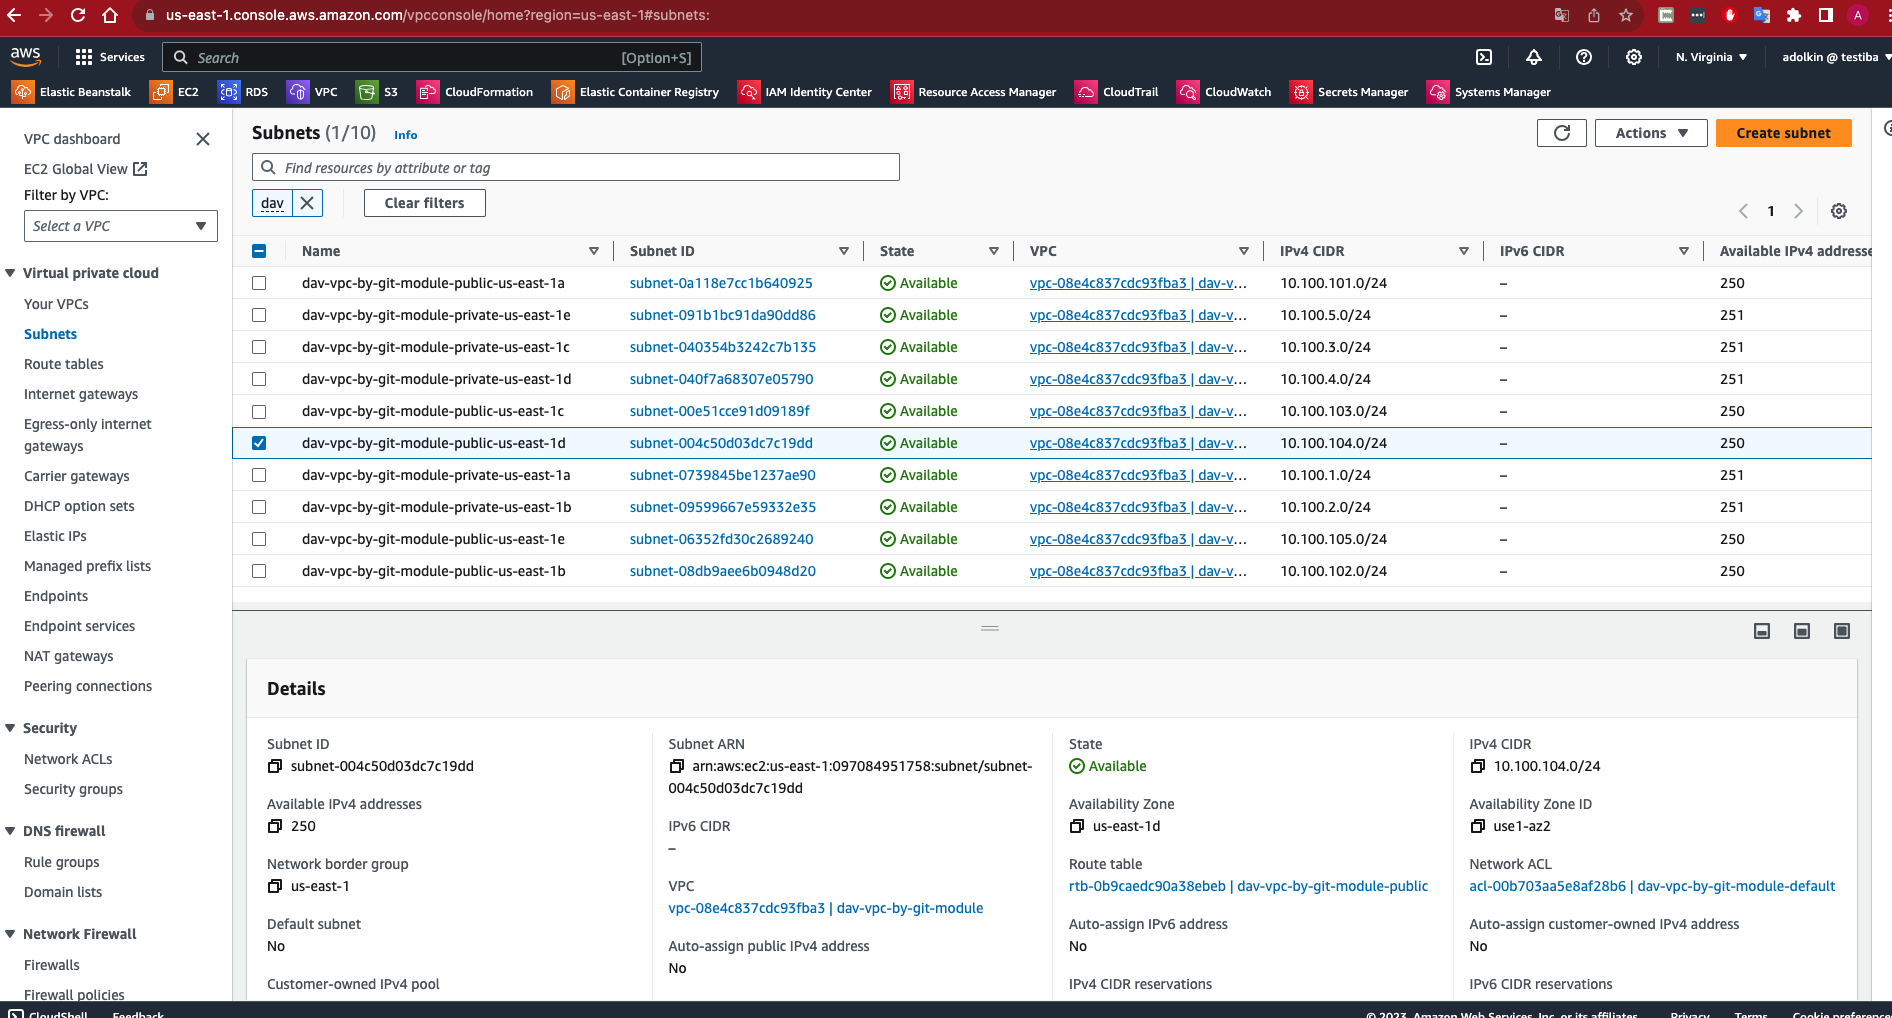 us-east-1.console.aws.amazon.com/vpcconsole/home?region=us-east-1#subnets:
A
aws Services Search [Option+S] N. Virginia adolkin @ testiba
Elastic Beanstalk EC2 RDS VPC S3 CloudFormation Elastic Container Registry IAM Identity Center Resource Access Manager CloudTrail CloudWatch Secrets Manager Systems Manager
VPC dashboard
EC2 Global View
Filter by VPC:
Select a VPC
Virtual private cloud
Your VPCs
Subnets
Route tables
Internet gateways
Egress-only internet
gateways
Carrier gateways
DHCP option sets
Elastic IPs
Managed prefix lists
Endpoints
Endpoint services
NAT gateways
Peering connections
Security
Network ACLs
Security groups
DNS firewall
Rule groups
Domain lists
Network Firewall
Firewalls
Firewall policies
Subnets (1/10) Info
Actions
Create subnet
Find resources by attribute or tag
dav
Clear filters
1
Name Subnet ID State VPC IPv4 CIDR IPv6 CIDR Available IPv4 addresse
dav-vpc-by-git-module-public-us-east-1a subnet-0a118e7cc1b640925 Available vpc-08e4c837cdc93fba3 | dav-v... 10.100.101.0/24 – 250
dav-vpc-by-git-module-private-us-east-1e subnet-091b1bc91da90dd86 Available vpc-08e4c837cdc93fba3 | dav-v... 10.100.5.0/24 – 251
dav-vpc-by-git-module-private-us-east-1c subnet-040354b3242c7b135 Available vpc-08e4c837cdc93fba3 | dav-v... 10.100.3.0/24 – 251
dav-vpc-by-git-module-private-us-east-1d subnet-040f7a68307e05790 Available vpc-08e4c837cdc93fba3 | dav-v... 10.100.4.0/24 – 251
dav-vpc-by-git-module-public-us-east-1c subnet-00e51cce91d09189f Available vpc-08e4c837cdc93fba3 | dav-v... 10.100.103.0/24 – 250
dav-vpc-by-git-module-public-us-east-1d subnet-004c50d03dc7c19dd Available vpc-08e4c837cdc93fba3 | dav-v... 10.100.104.0/24 – 250
dav-vpc-by-git-module-private-us-east-1a subnet-0739845be1237ae90 Available vpc-08e4c837cdc93fba3 | dav-v... 10.100.1.0/24 – 251
dav-vpc-by-git-module-private-us-east-1b subnet-09599667e59332e35 Available vpc-08e4c837cdc93fba3 | dav-v... 10.100.2.0/24 – 251
dav-vpc-by-git-module-public-us-east-1e subnet-06352fd30c2689240 Available vpc-08e4c837cdc93fba3 | dav-v... 10.100.105.0/24 – 250
dav-vpc-by-git-module-public-us-east-1b subnet-08db9aee6b0948d20 Available vpc-08e4c837cdc93fba3 | dav-v... 10.100.102.0/24 – 250
Details
Subnet ID
subnet-004c50d03dc7c19dd
Available IPv4 addresses
250
Network border group
us-east-1
Default subnet
No
Customer-owned IPv4 pool
Subnet ARN
arn:aws:ec2:us-east-1:097084951758:subnet/subnet-
004c50d03dc7c19dd
IPv6 CIDR
–
VPC
vpc-08e4c837cdc93fba3 | dav-vpc-by-git-module
Auto-assign public IPv4 address
No
State
Available
Availability Zone
us-east-1d
Route table
rtb-0b9caedc90a38ebeb | dav-vpc-by-git-module-public
Auto-assign IPv6 address
No
IPv4 CIDR reservations
IPv4 CIDR
10.100.104.0/24
Availability Zone ID
use1-az2
Network ACL
acl-00b703aa5e8af28b6 | dav-vpc-by-git-module-default
Auto-assign customer-owned IPv4 address
No
IPv6 CIDR reservations
CloudShell Feedback © 2023, Amazon Web Services, Inc. or its affiliates. Privacy Terms Cookie preferences